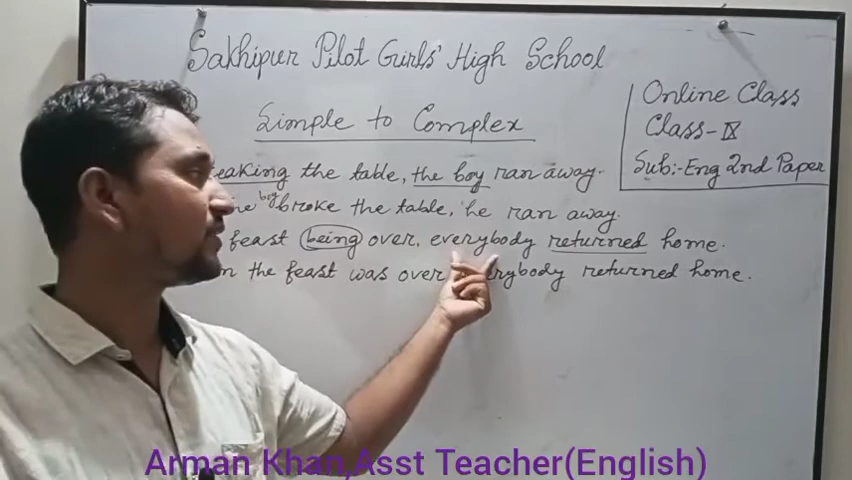 Sakhipur Pilot Girls' High School
Online Class
Class-IX
Sub:-Eng 2nd Paper
Simple to Complex
the table, the boy ran away.
boy
broke the table, he ran away.
feast being over, everybody returned home.
the feast was over returned home.
Arman Khan,Asst Teacher(English)